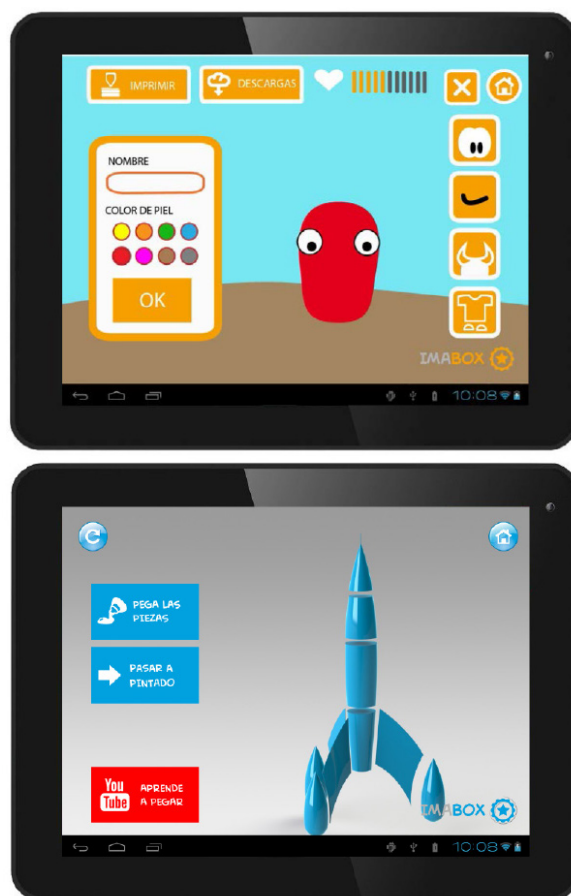 IMPRIMIR
DESCARGAS
NOMBRE
COLOR DE PIEL
OK
IMABOX
10:08
PEGA LAS
PIEZAS
PASAR A
PINTADO
You
Tube
APRENDE
A PEGAR
IMABOX
10:08